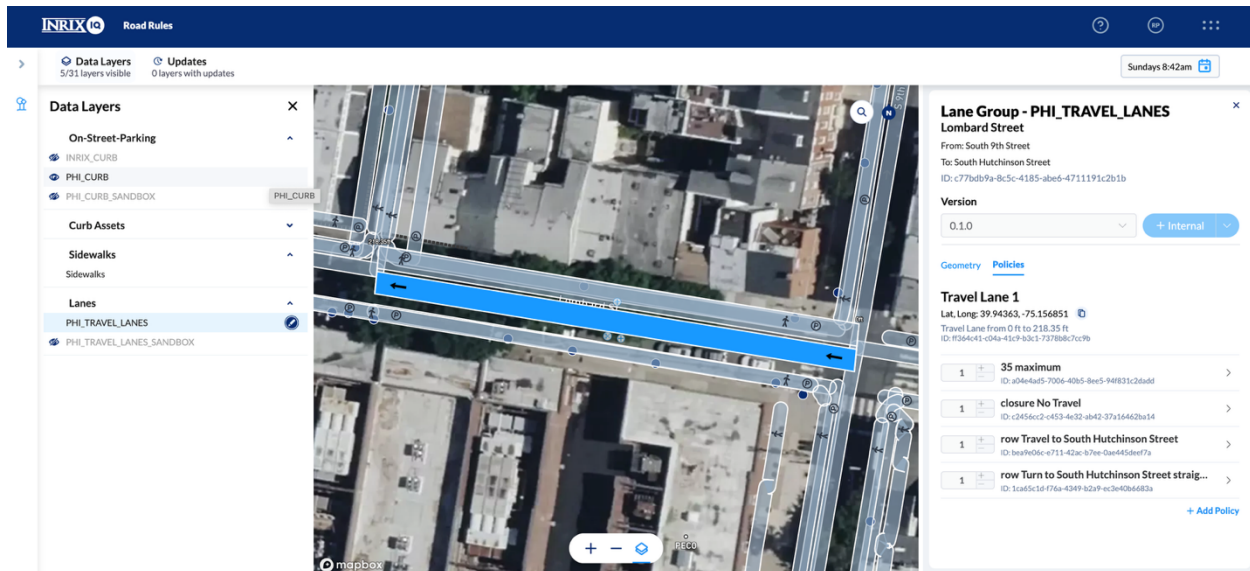 INRIX IQ Road Rules
RP
Data Layers
5/31 layers visible
Updates
0 layers with updates
Sundays 8:42am
Data Layers
On-Street-Parking
INRIX_CURB
PHI_CURB
PHI_CURB_SANDBOX
PHI_CURB
Curb Assets
Sidewalks
Sidewalks
Lanes
PHI_TRAVEL_LANES
PHI_TRAVEL_LANES_SANDBOX
S 9th
N
218.35ft
Lombard St
PECO
mapbox
Lane Group - PHI_TRAVEL_LANES
Lombard Street
From: South 9th Street
To: South Hutchinson Street
ID: c77bdb9a-8c5c-4185-abe6-4711191c2b1b
Version
0.1.0
+ Internal
Geometry Policies
Travel Lane 1
Lat, Long: 39.94363, -75.156851
Travel Lane from 0 ft to 218.35 ft
ID: ff364c41-c04a-41c9-b3c1-7378b8c7cc9b
1 35 maximum
ID: a04e4ad5-7006-40b5-8ee5-94f831c2dadd
1 closure No Travel
ID: c2456cc2-c453-4e32-ab42-37a16462ba14
1 row Travel to South Hutchinson Street
ID: bea9e06c-e711-42ac-b7ee-0ae445deef7a
1 row Turn to South Hutchinson Street straig...
ID: 1ca65c1d-f76a-4349-b2a9-ec3e40b6683a
+ Add Policy